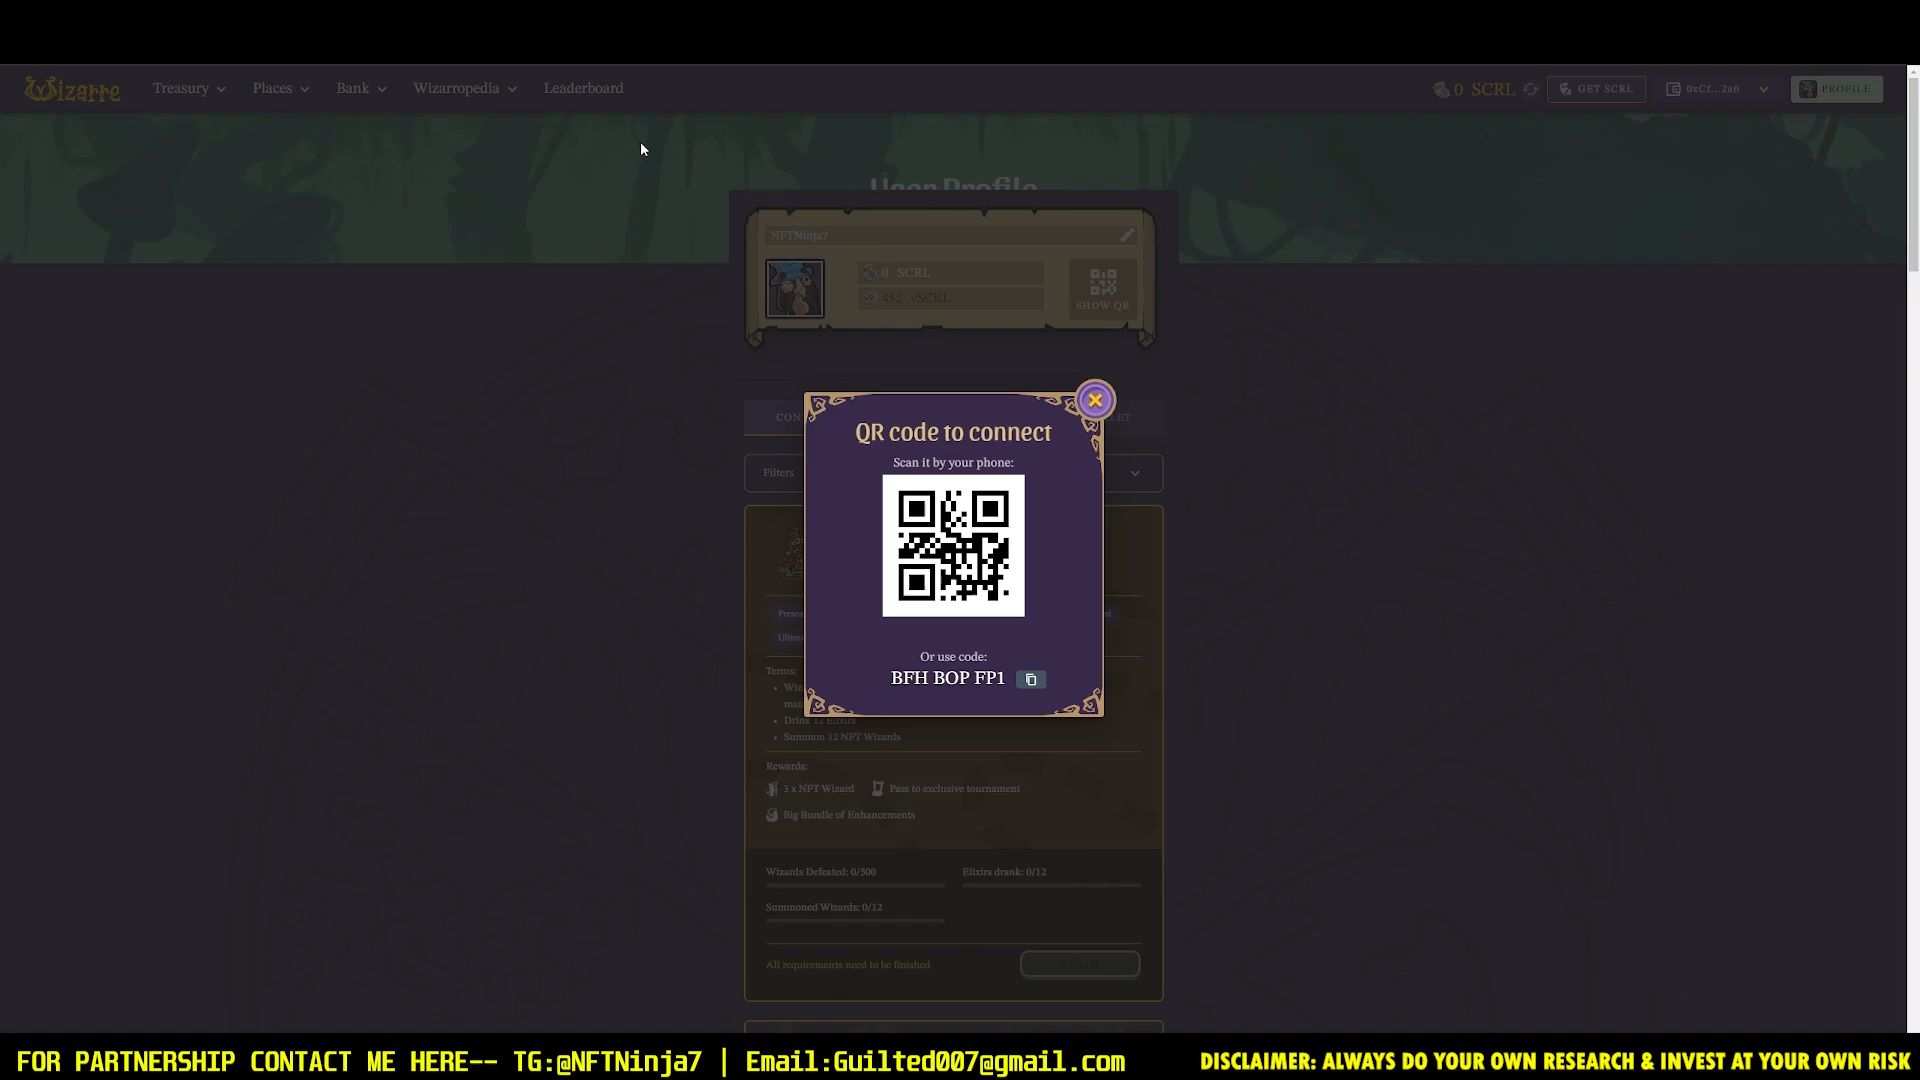 Wizarre
Treasury
Places
Bank
Wizarropedia
Leaderboard
0 SCRL
GET SCRL
0xCf...2a0
PROFILE
User Profile
NFTNinja7
0 SCRL
452 vSCRL
SHOW QR
Filters
QR code to connect
Scan it by your phone:
Or use code:
BFH BOP FP1
Terms:
Drink 12 Elixirs
Summon 12 NFT Wizards
Rewards:
3 x NFT Wizard
Pass to exclusive tournament
Big Bundle of Enhancements
Wizards Defeated: 0/500
Elixirs drank: 0/12
Summoned Wizards: 0/12
All requirements need to be finished
FOR PARTNERSHIP CONTACT ME HERE-- TG:@NFTNinja7 | Email:Guilted007@gmail.com
DISCLAIMER: ALWAYS DO YOUR OWN RESEARCH & INVEST AT YOUR OWN RISK